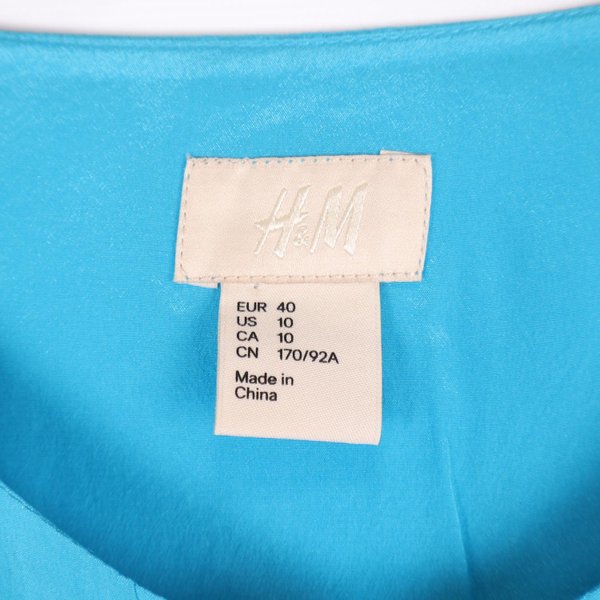 H&M
EUR 40
US 10
CA 10
CN 170/92A
Made in
China